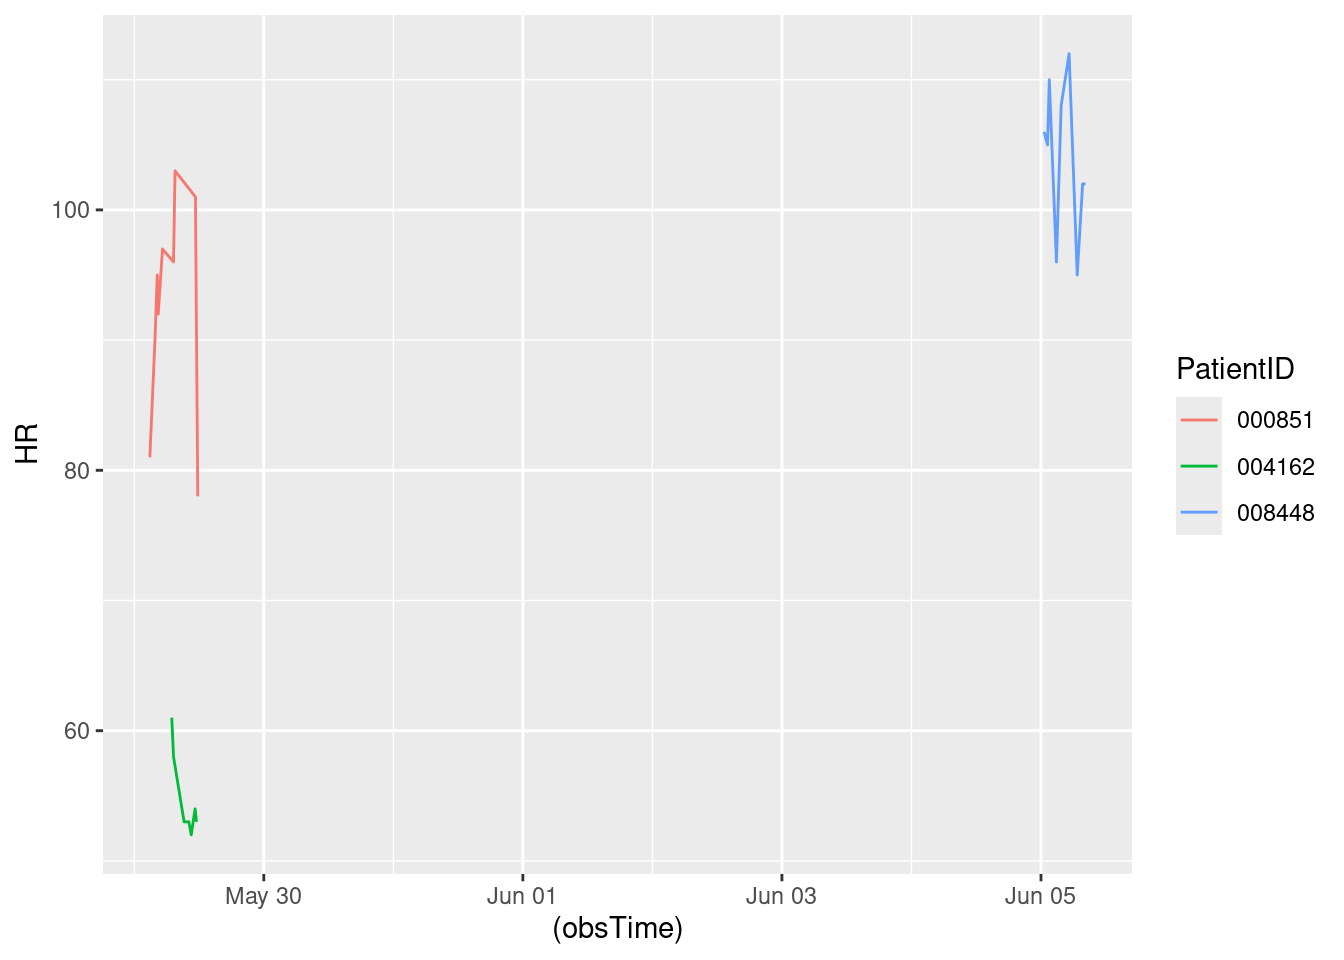 100
80
60
HR
May 30
Jun 01
Jun 03
Jun 05
(obsTime)
PatientID
000851
004162
008448